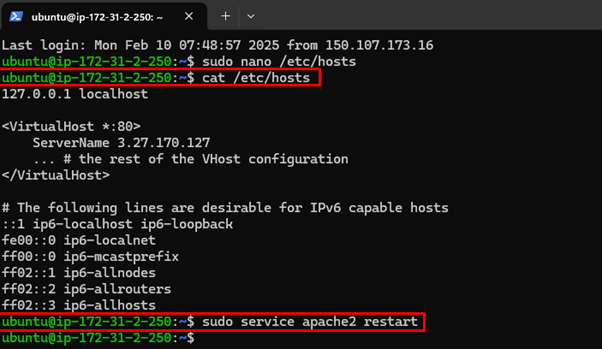 ubuntu@ip-172-31-2-250: ~
Last login: Mon Feb 10 07:48:57 2025 from 150.107.173.16
ubuntu@ip-172-31-2-250:~$ sudo nano /etc/hosts
ubuntu@ip-172-31-2-250:~$ cat /etc/hosts
127.0.0.1 localhost
<VirtualHost *:80>
    ServerName 3.27.170.127
    ... # the rest of the VHost configuration
</VirtualHost>
# The following lines are desirable for IPv6 capable hosts
::1 ip6-localhost ip6-loopback
fe00::0 ip6-localnet
ff00::0 ip6-mcastprefix
ff02::1 ip6-allnodes
ff02::2 ip6-allrouters
ff02::3 ip6-allhosts
ubuntu@ip-172-31-2-250:~$ sudo service apache2 restart
ubuntu@ip-172-31-2-250:~$